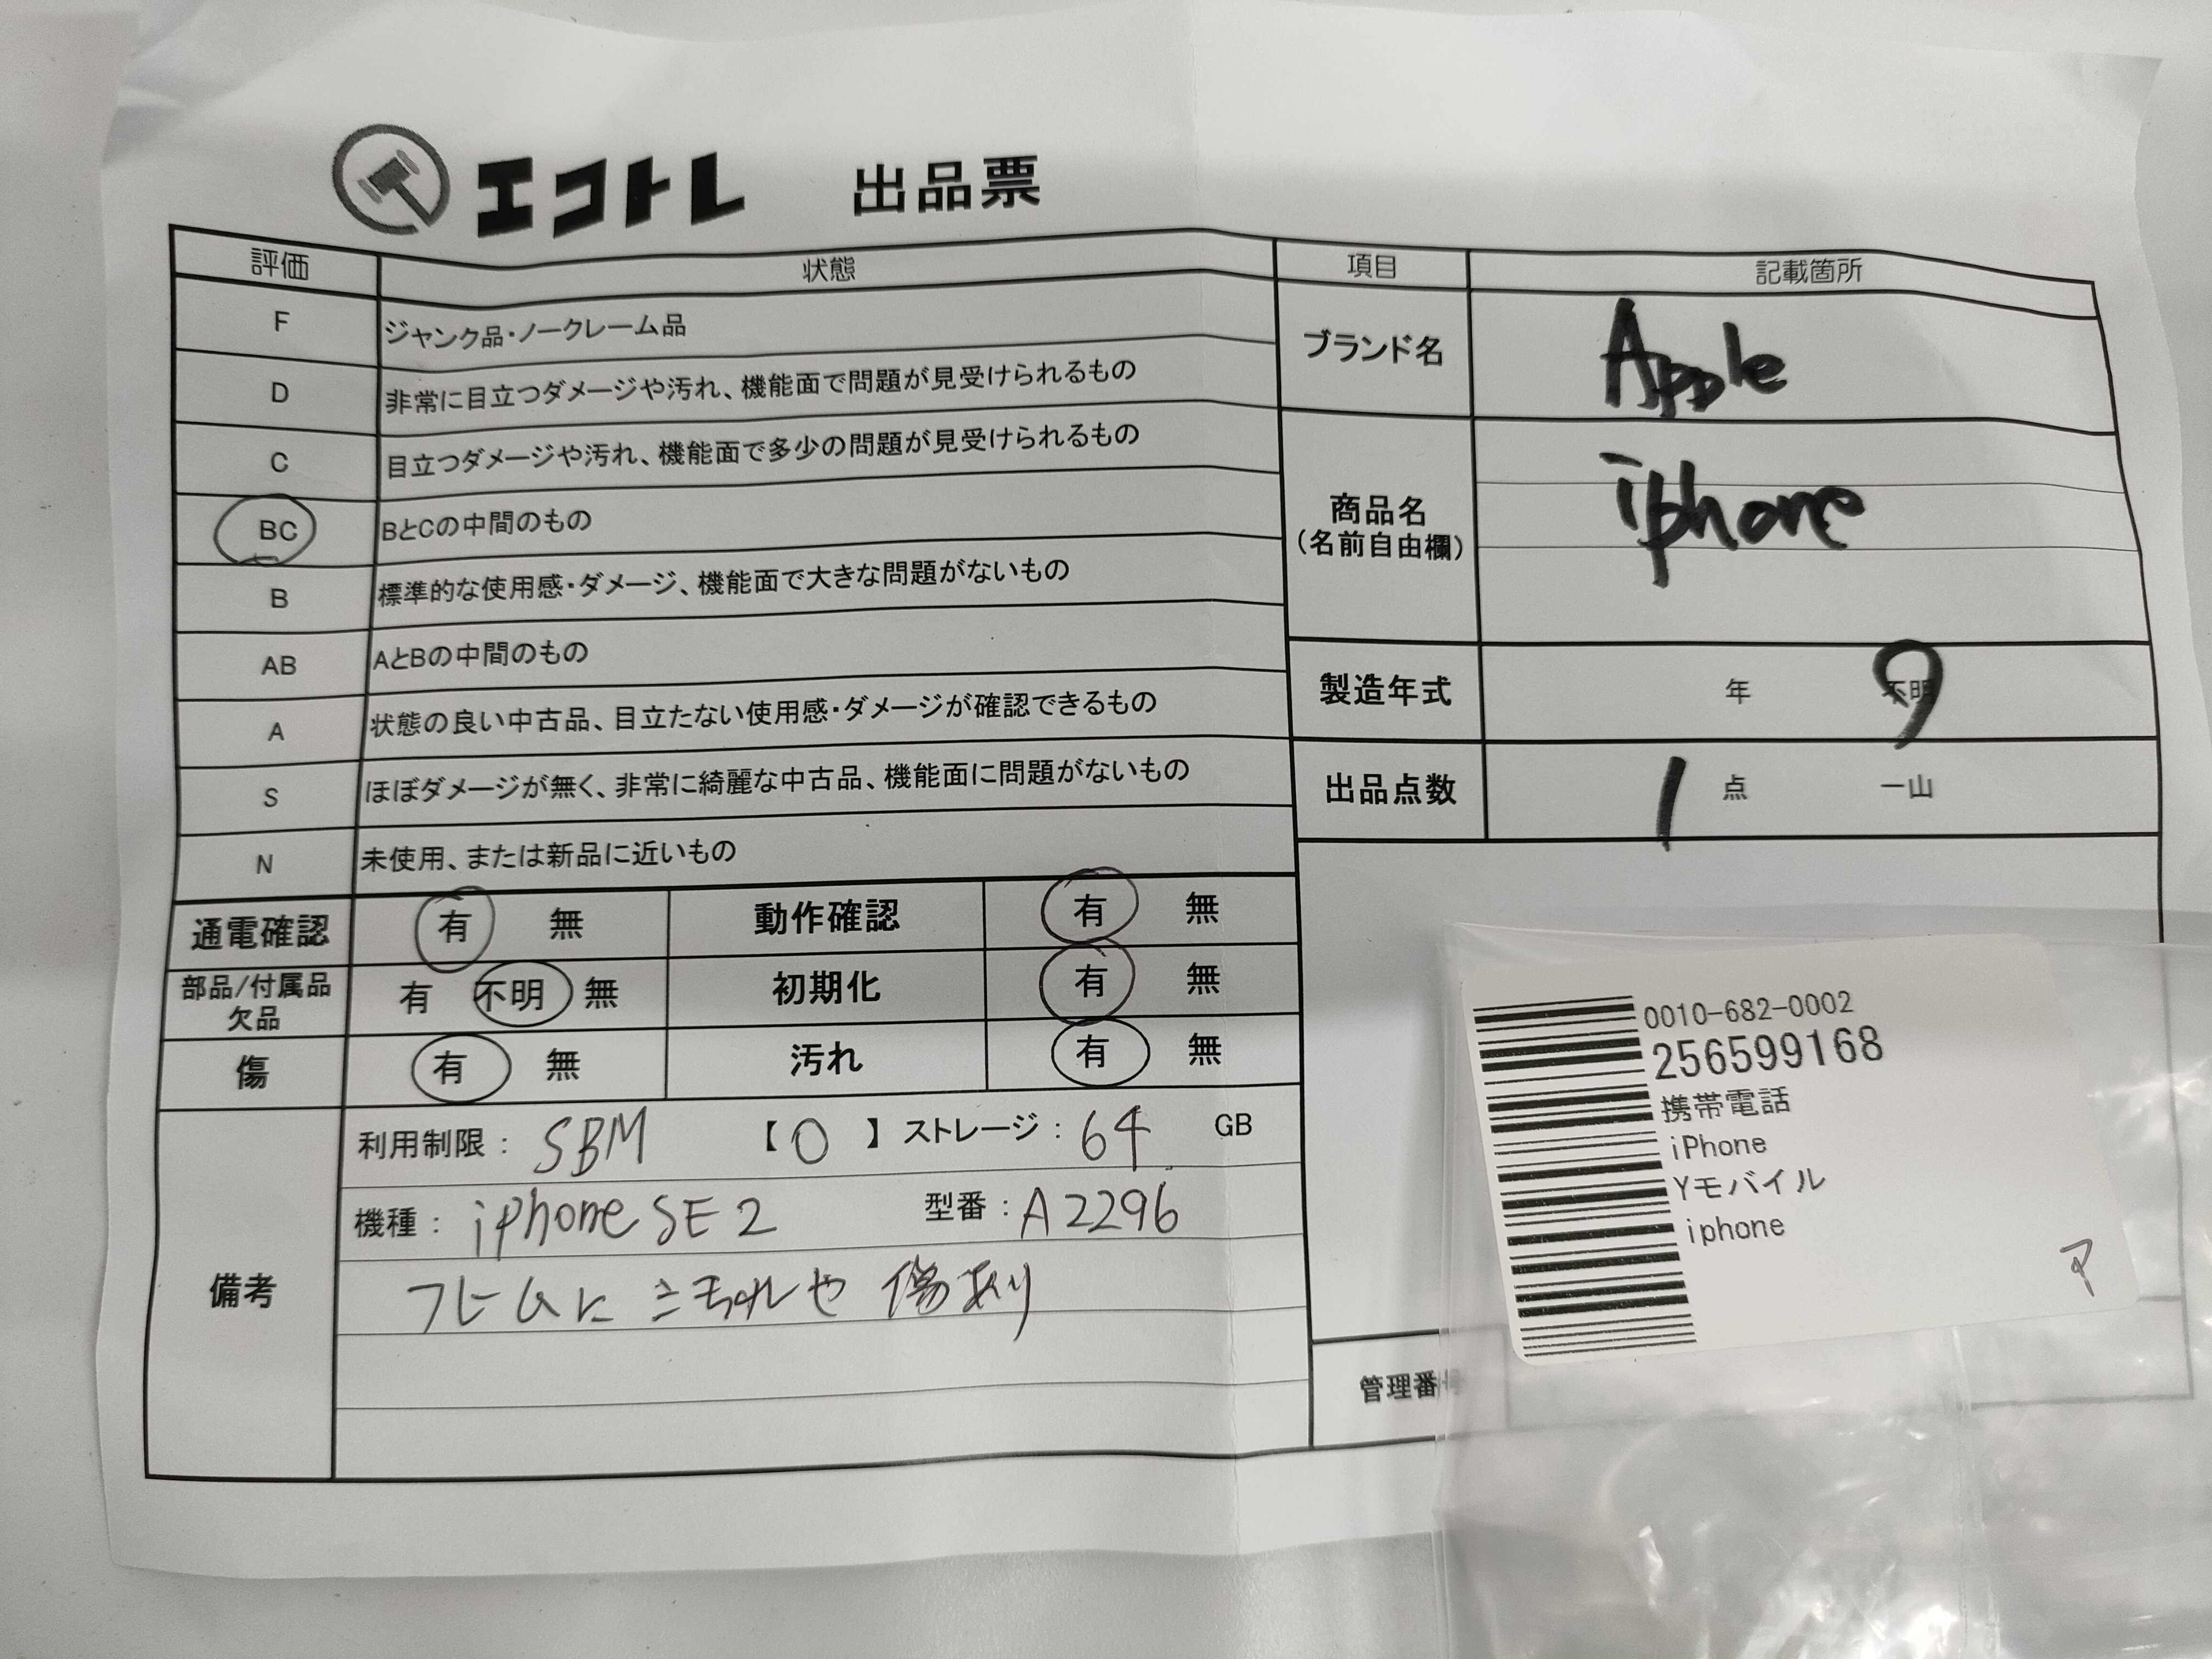 エコトレ 出品票
評価 状態
F ジャンク品・ノークレーム品
D 非常に目立つダメージや汚れ、機能面で問題が見受けられるもの
C 目立つダメージや汚れ、機能面で多少の問題が見受けられるもの
BC BとCの中間のもの
B 標準的な使用感・ダメージ、機能面で大きな問題がないもの
AB AとBの中間のもの
A 状態の良い中古品、目立たない使用感・ダメージが確認できるもの
S ほぼダメージが無く、非常に綺麗な中古品、機能面に問題がないもの
N 未使用、または新品に近いもの
通電確認 有 無 動作確認 有 無
部品/付属品 欠品 有 不明 無 初期化 有 無
傷 有 無 汚れ 有 無
備考
利用制限: SBM 【O】 ストレージ: 64 GB
機種: iphone SE 2 型番: A2296
フレームに よごれや 傷あり
項目 記載箇所
ブランド名 Apple
商品名
(名前自由欄)
iphone
製造年式 年 不明
出品点数 1 点 一山
管理番
0010-682-0002
256599168
携帯電話
iPhone
Yモバイル
iphone
ア